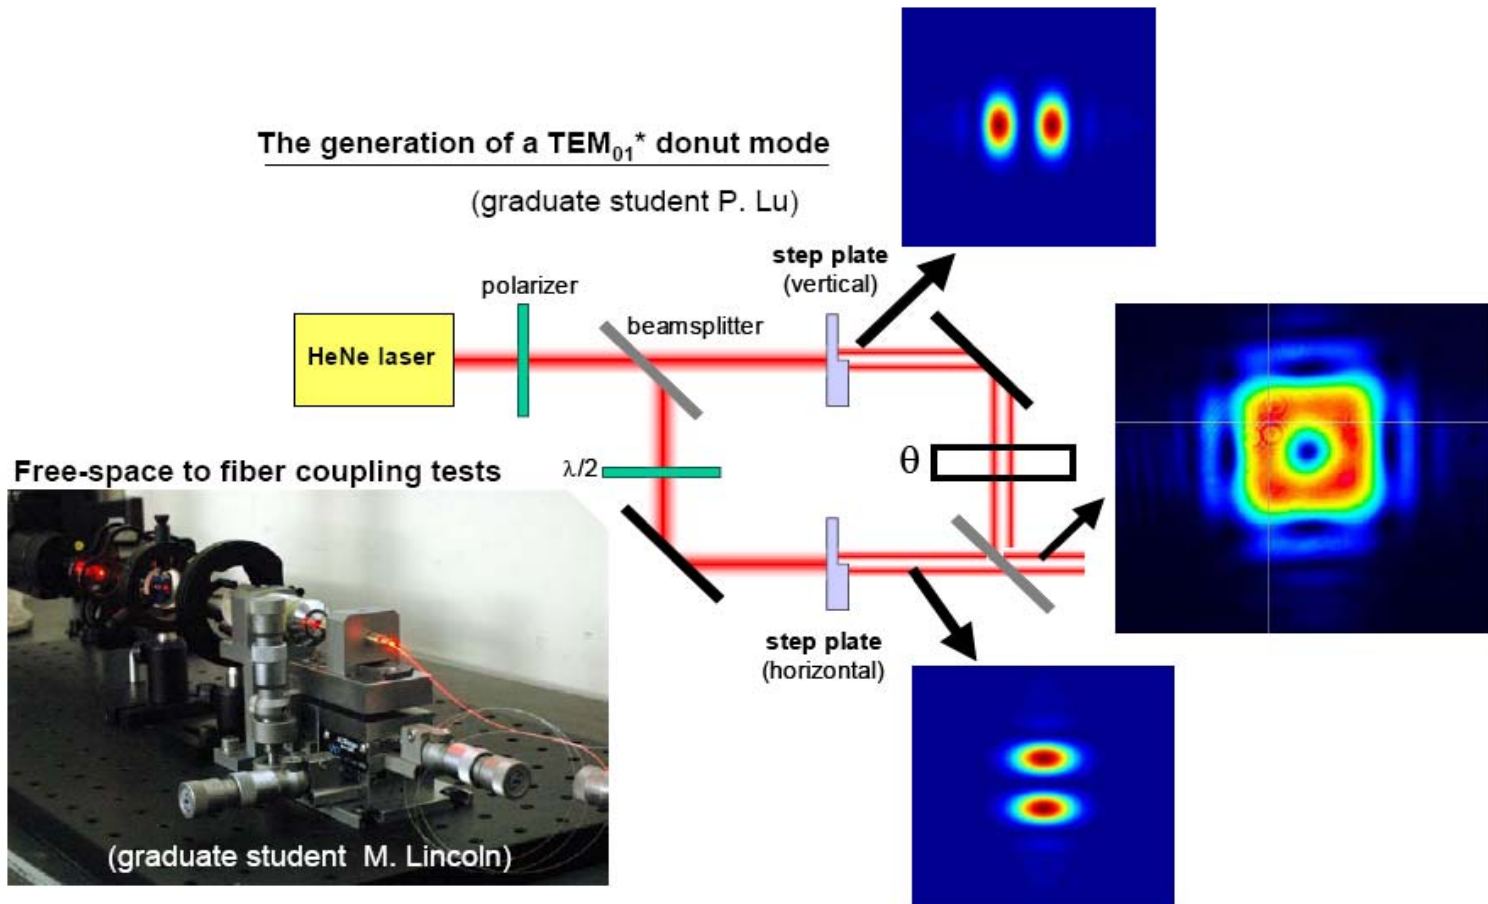 The generation of a TEM01* donut mode
(graduate student P. Lu)
step plate
(vertical)
polarizer
beamsplitter
HeNe laser
λ/2
θ
Free-space to fiber coupling tests
step plate
(horizontal)
(graduate student M. Lincoln)